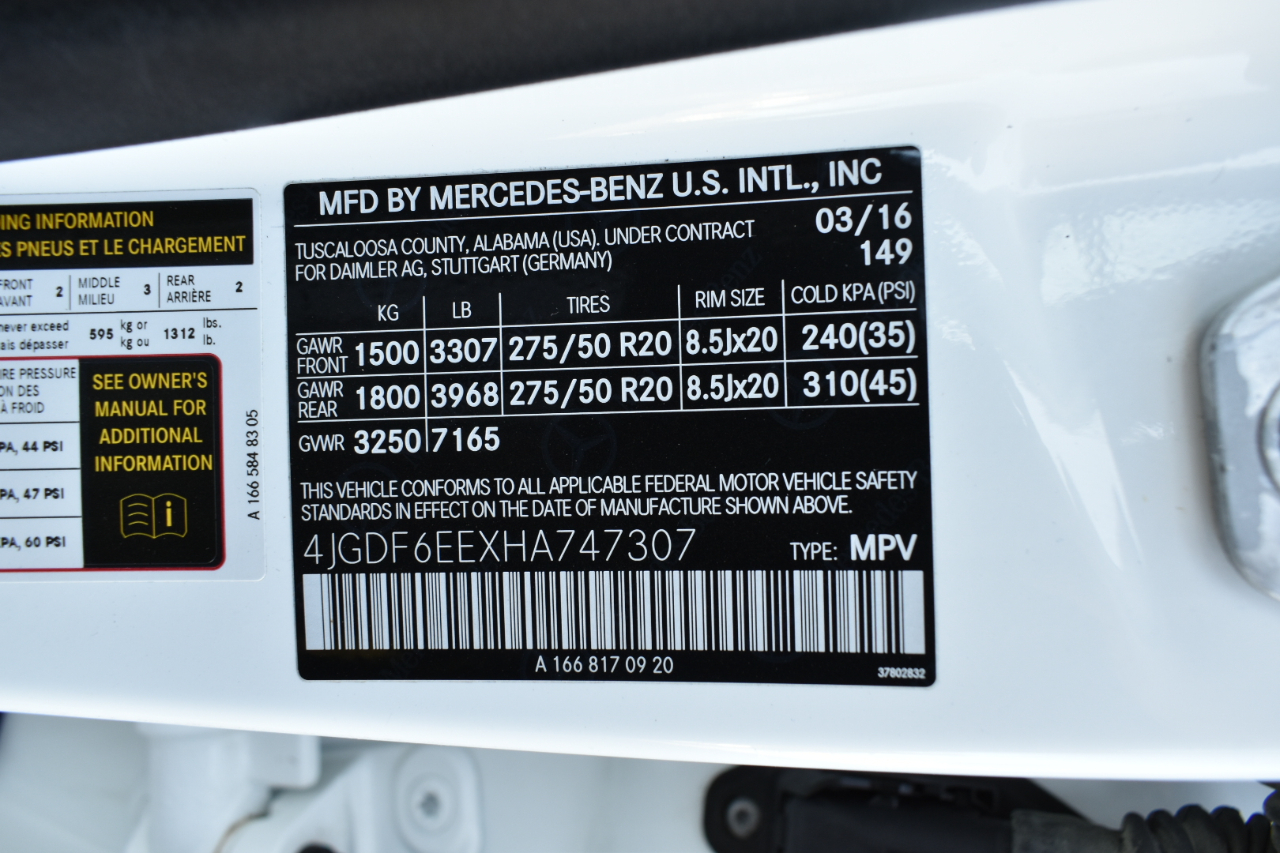 ING INFORMATION
S PNEUS ET LE CHARGEMENT
FRONT
AVANT 2
MIDDLE
MILIEU 3
REAR
ARRIÈRE 2
never exceed
ais dépasser
595 kg or
kg ou
1312 lbs.
lb.
RE PRESSURE
ON DES
À FROID
PA, 44 PSI
PA, 47 PSI
PA, 60 PSI
SEE OWNER'S
MANUAL FOR
ADDITIONAL
INFORMATION
A 166 584 83 05
MFD BY MERCEDES-BENZ U.S. INTL., INC
TUSCALOOSA COUNTY, ALABAMA (USA). UNDER CONTRACT
FOR DAIMLER AG, STUTTGART (GERMANY)
03/16
149
KG LB TIRES RIM SIZE COLD KPA (PSI)
GAWR FRONT 1500 3307 275/50 R20 8.5Jx20 240(35)
GAWR REAR 1800 3968 275/50 R20 8.5Jx20 310(45)
GVWR 3250 7165
THIS VEHICLE CONFORMS TO ALL APPLICABLE FEDERAL MOTOR VEHICLE SAFETY
STANDARDS IN EFFECT ON THE DATE OF MANUFACTURE SHOWN ABOVE.
4JGDF6EEXHA747307 TYPE: MPV
A 166 817 09 20
37802832